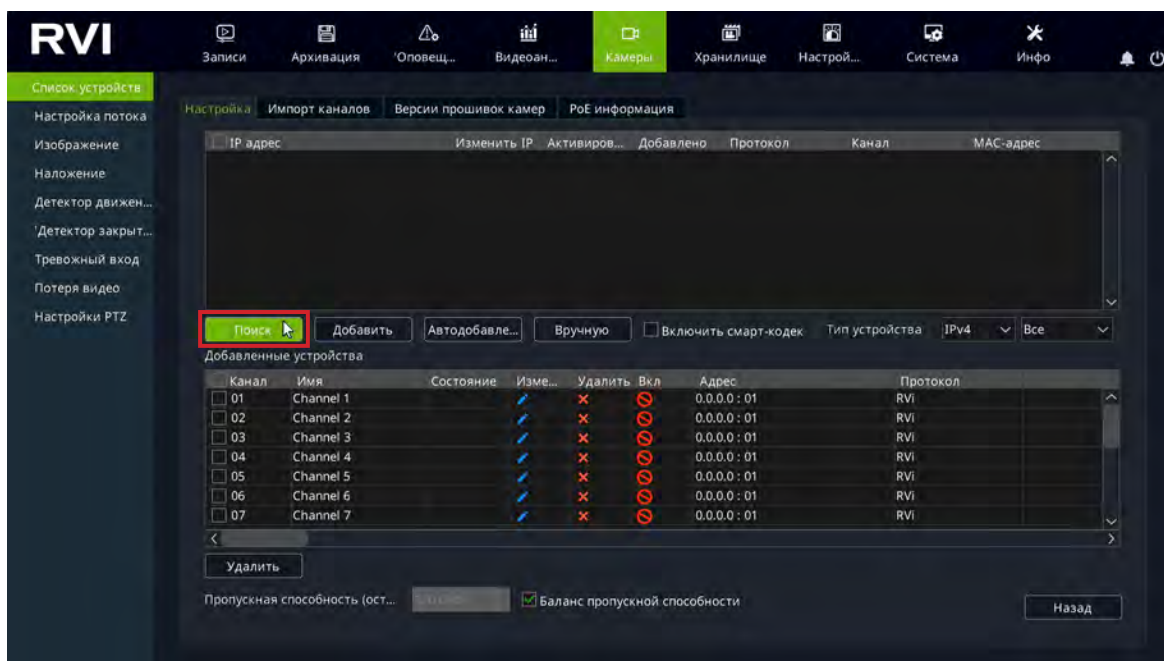 RVI
Записи Архивация 'Оповещ... Видеоан... Камеры Хранилище Настрой... Система Инфо
Список устройств
Настройка потока
Изображение
Наложение
Детектор движен...
'Детектор закрыт...
Тревожный вход
Потеря видео
Настройки PTZ
Настройка Импорт каналов Версии прошивок камер PoE информация
IP адрес Изменить IP Активиров... Добавлено Протокол Канал MAC-адрес
Поиск Добавить Автодобавле... Вручную Включить смарт-кодек Тип устройства IPv4 Все
Добавленные устройства
Канал Имя Состояние Изме... Удалить Вкл Адрес Протокол
01 Channel 1 0.0.0.0 : 01 RVi
02 Channel 2 0.0.0.0 : 01 RVi
03 Channel 3 0.0.0.0 : 01 RVi
04 Channel 4 0.0.0.0 : 01 RVi
05 Channel 5 0.0.0.0 : 01 RVi
06 Channel 6 0.0.0.0 : 01 RVi
07 Channel 7 0.0.0.0 : 01 RVi
Удалить
Пропускная способность (ост... Баланс пропускной способности
Назад